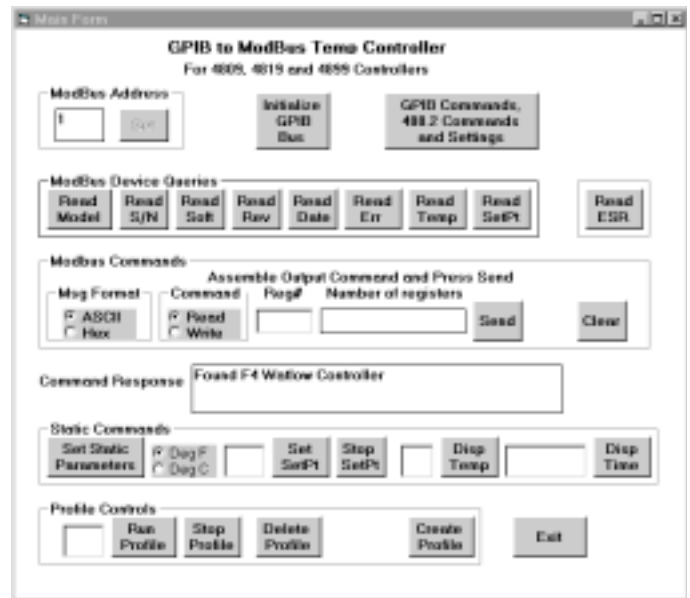 Main Form
GPIB to ModBus Temp Controller
For 4809, 4819 and 4899 Controllers
ModBus Address
1
Set
Initialize
GPIB
Bus
GPIB Commands,
488.2 Commands
and Settings
ModBus Device Queries
Read
Model
Read
S/N
Read
Soft
Read
Rev
Read
Date
Read
Err
Read
Temp
Read
SetPt
Read
ESR
Modbus Commands
Assemble Output Command and Press Send
Msg Format
ASCII
Hex
Command
Read
Write
Reg#
Number of registers
Send
Clear
Command Response
Found F4 Watlow Controller
Static Commands
Set Static
Parameters
Deg F
Deg C
Set
SetPt
Stop
SetPt
Disp
Temp
Disp
Time
Profile Controls
Run
Profile
Stop
Profile
Delete
Profile
Create
Profile
Exit